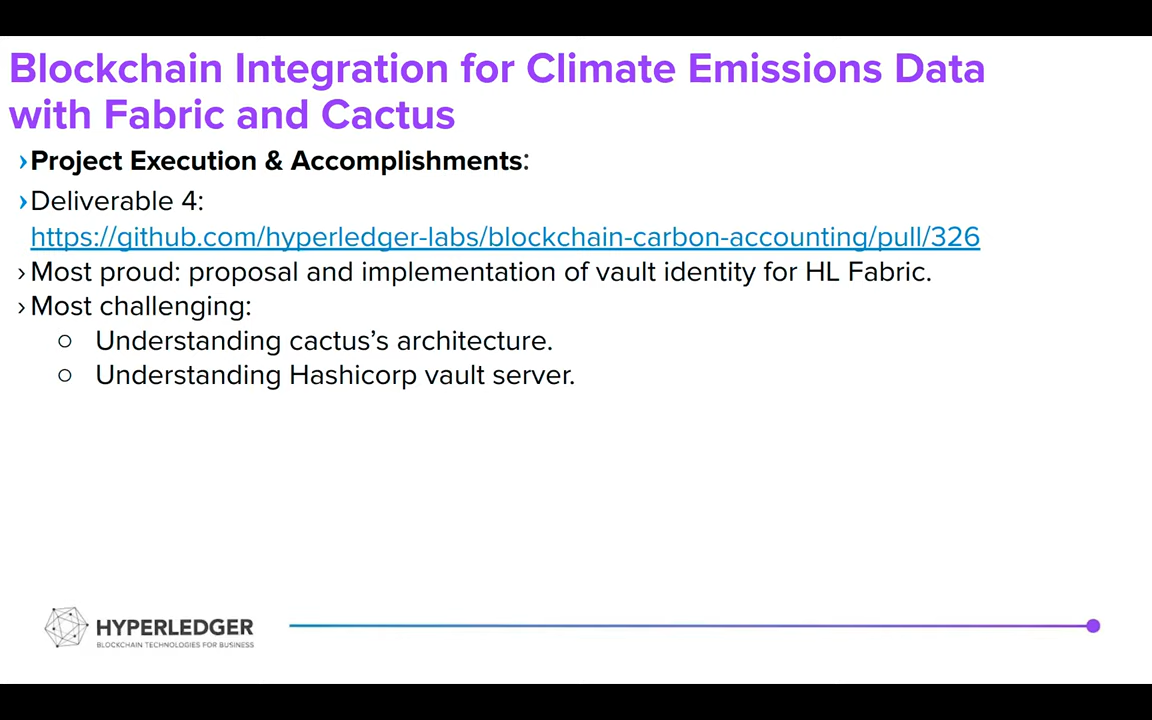 Blockchain Integration for Climate Emissions Data
with Fabric and Cactus
›Project Execution & Accomplishments:
›Deliverable 4:
https://github.com/hyperledger-labs/blockchain-carbon-accounting/pull/326
›Most proud: proposal and implementation of vault identity for HL Fabric.
›Most challenging:
○ Understanding cactus’s architecture.
○ Understanding Hashicorp vault server.
HYPERLEDGER
BLOCKCHAIN TECHNOLOGIES FOR BUSINESS